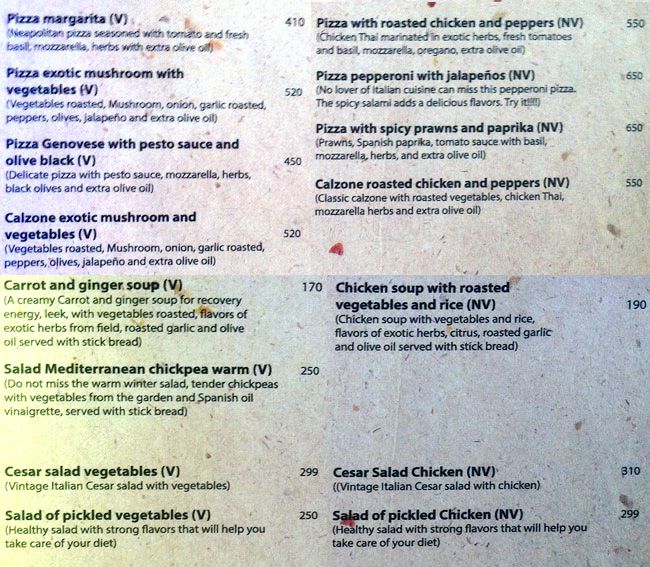 Pizza margarita (V) 410
(Neapolitan pizza seasoned with tomato and fresh
basil, mozzarella, herbs with extra olive oil)
Pizza exotic mushroom with
vegetables (V) 520
(Vegetables roasted, Mushroom, onion, garlic roasted,
peppers, olives, jalapeño and extra olive oil)
Pizza Genovese with pesto sauce and
olive black (V) 450
(Delicate pizza with pesto sauce, mozzarella, herbs,
black olives and extra olive oil)
Calzone exotic mushroom and
vegetables (V) 520
(Vegetables roasted, Mushroom, onion, garlic roasted,
peppers, olives, jalapeño and extra olive oil)
Pizza with roasted chicken and peppers (NV) 550
(Chicken Thai marinated in exotic herbs, fresh tomatoes
and basil, mozzarella, oregano, extra olive oil)
Pizza pepperoni with jalapeños (NV) 650
(No lover of Italian cuisine can miss this pepperoni pizza.
The spicy salami adds a delicious flavors. Try it!!!!)
Pizza with spicy prawns and paprika (NV) 650
(Prawns, Spanish paprika, tomato sauce with basil,
mozzarella, herbs, and extra olive oil)
Calzone roasted chicken and peppers (NV) 550
(Classic calzone with roasted vegetables, chicken Thai,
mozzarella herbs and extra olive oil)
Carrot and ginger soup (V) 170
(A creamy Carrot and ginger soup for recovery
energy, leek, with vegetables roasted, flavors of
exotic herbs from field, roasted garlic and olive
oil served with stick bread)
Salad Mediterranean chickpea warm (V) 250
(Do not miss the warm winter salad, tender chickpeas
with vegetables from the garden and Spanish oil
vinaigrette, served with stick bread)
Chicken soup with roasted
vegetables and rice (NV) 190
(Chicken soup with vegetables and rice,
flavors of exotic herbs, citrus, roasted garlic
and olive oil served with stick bread)
Cesar salad vegetables (V) 299
(Vintage Italian Cesar salad with vegetables)
Salad of pickled vegetables (V) 250
(Healthy salad with strong flavors that will help you
take care of your diet)
Cesar Salad Chicken (NV) 310
((Vintage Italian Cesar salad with chicken)
Salad of pickled Chicken (NV) 299
(Healthy salad with strong flavors that will help you
take care of your diet)